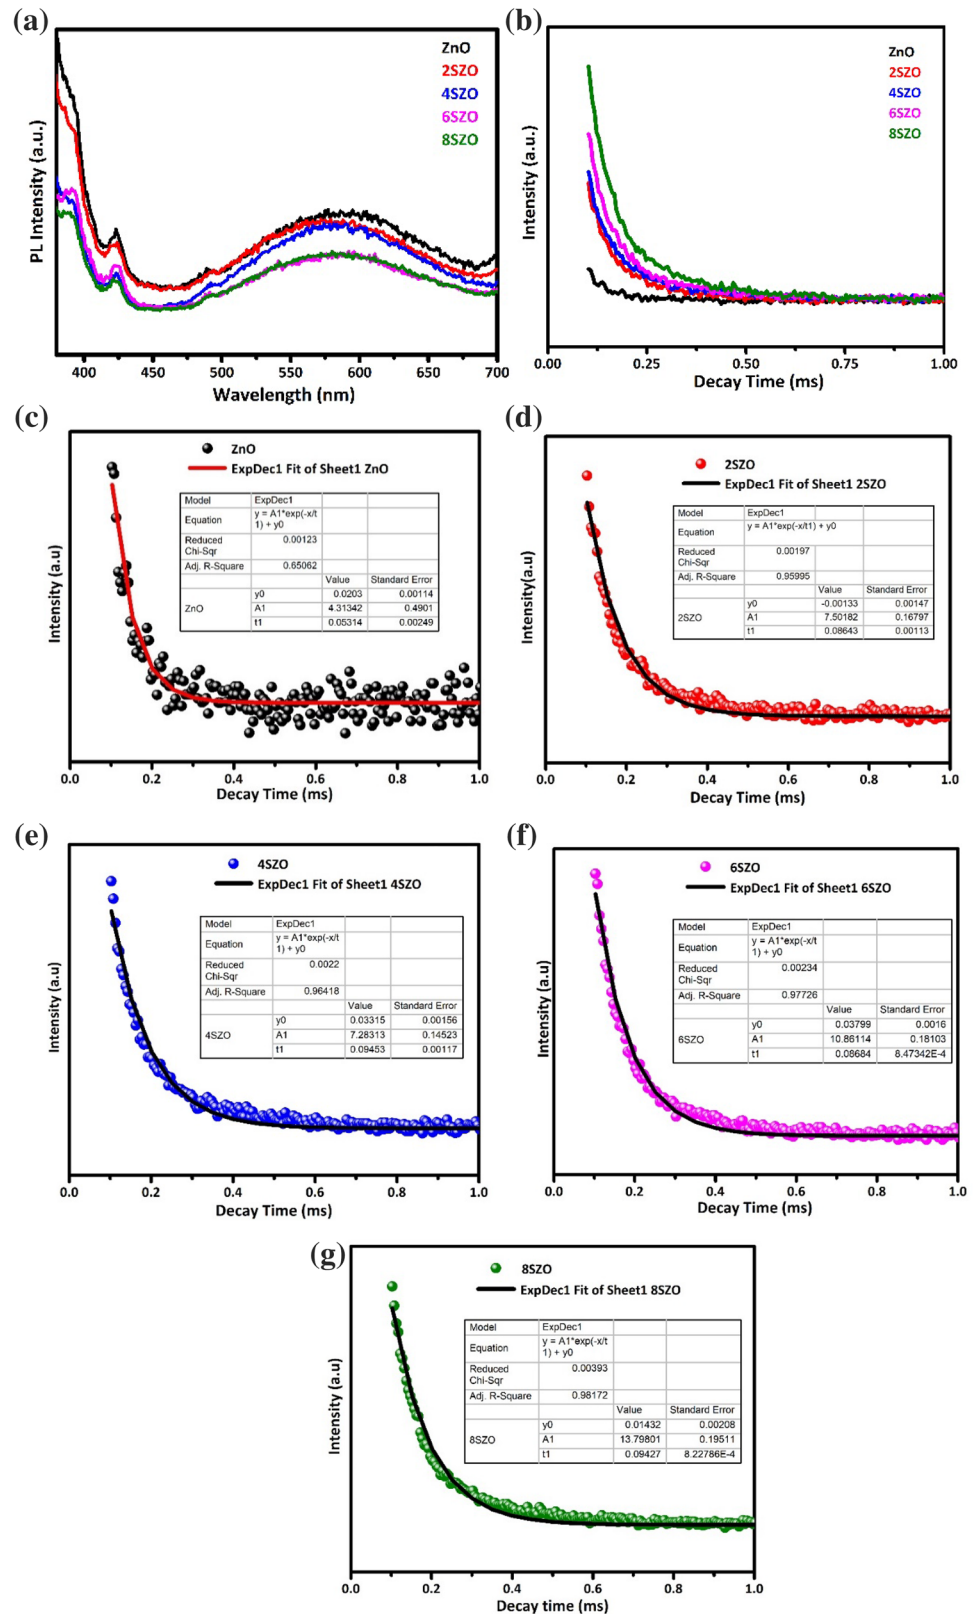 (a)
ZnO
2SZO
4SZO
6SZO
8SZO
PL Intensity (a.u.)
400 450 500 550 600 650 700
Wavelength (nm)
(b)
ZnO
2SZO
4SZO
6SZO
8SZO
Intensity (a.u.)
0.00 0.25 0.50 0.75 1.00
Decay Time (ms)
(c)
ZnO
ExpDec1 Fit of Sheet1 ZnO
Model ExpDec1
Equation y = A1*exp(-x/t
1) + y0
Reduced 0.00123
Chi-Sqr
Adj. R-Square 0.65062
Value Standard Error
y0 0.0203 0.00114
ZnO A1 4.31342 0.4901
t1 0.05314 0.00249
Intensity (a.u)
0.0 0.2 0.4 0.6 0.8 1.0
Decay Time (ms)
(d)
2SZO
ExpDec1 Fit of Sheet1 2SZO
Model ExpDec1
Equation y = A1*exp(-x/t1) + y0
Reduced 0.00197
Chi-Sqr
Adj. R-Square 0.95995
Value Standard Error
y0 -0.00133 0.00147
2SZO A1 7.50182 0.16797
t1 0.08643 0.00113
Intensity(a.u)
0.0 0.2 0.4 0.6 0.8 1.0
Decay Time (ms)
(e)
4SZO
ExpDec1 Fit of Sheet1 4SZO
Model ExpDec1
Equation y = A1*exp(-x/t
1) + y0
Reduced 0.0022
Chi-Sqr
Adj. R-Square 0.96418
Value Standard Error
y0 0.03315 0.00156
4SZO A1 7.28313 0.14523
t1 0.09453 0.00117
Intensity (a.u)
0.0 0.2 0.4 0.6 0.8 1.0
Decay Time (ms)
(f)
6SZO
ExpDec1 Fit of Sheet1 6SZO
Model ExpDec1
Equation y = A1*exp(-x/t
1) + y0
Reduced 0.00234
Chi-Sqr
Adj. R-Square 0.97726
Value Standard Error
y0 0.03799 0.0016
6SZO A1 10.86114 0.18103
t1 0.08684 8.47342E-4
Intensity (a.u)
0.0 0.2 0.4 0.6 0.8 1.0
Decay Time (ms)
(g)
8SZO
ExpDec1 Fit of Sheet1 8SZO
Model ExpDec1
Equation y = A1*exp(-x/t
1) + y0
Reduced 0.00393
Chi-Sqr
Adj. R-Square 0.98172
Value Standard Error
y0 0.01432 0.00208
8SZO A1 13.79801 0.19511
t1 0.09427 8.22786E-4
Intensity (a.u)
0.0 0.2 0.4 0.6 0.8 1.0
Decay time (ms)